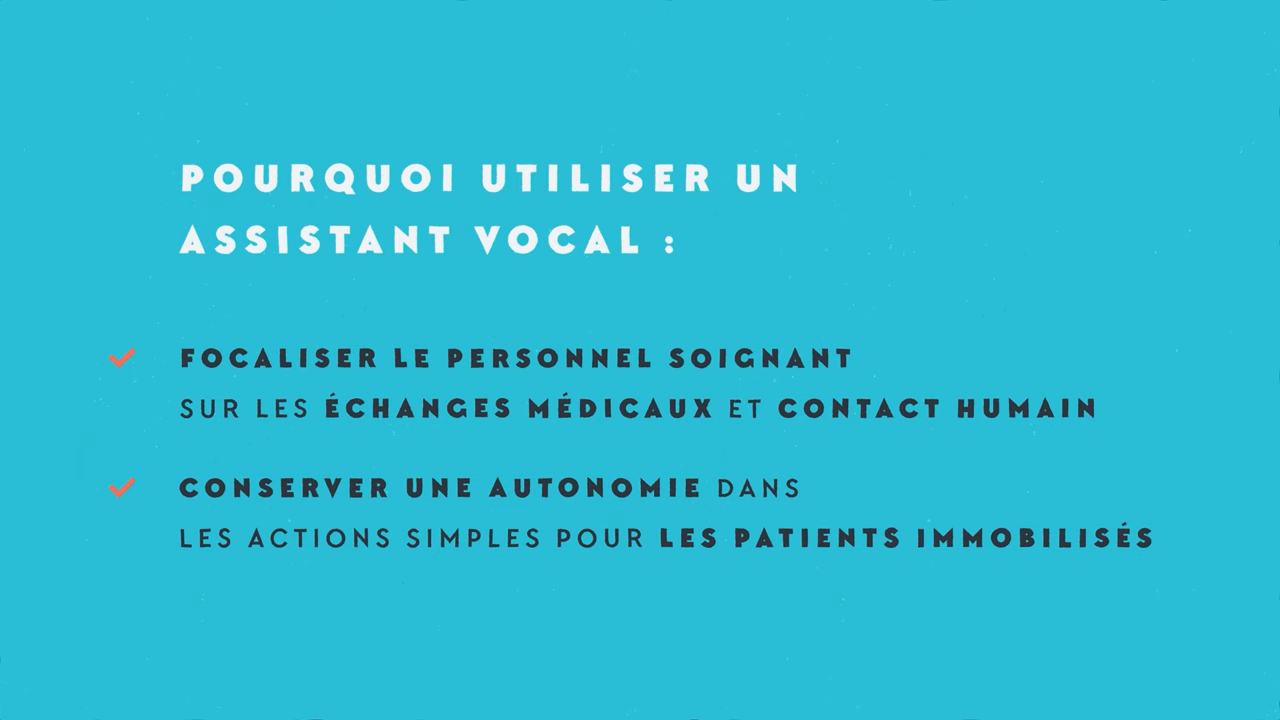 POURQUOI UTILISER UN
ASSISTANT VOCAL :
FOCALISER LE PERSONNEL SOIGNANT
SUR LES ÉCHANGES MÉDICAUX ET CONTACT HUMAIN
CONSERVER UNE AUTONOMIE DANS
LES ACTIONS SIMPLES POUR LES PATIENTS IMMOBILISÉS